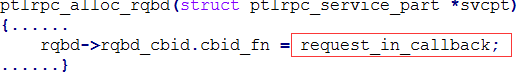 ptlrpc_alloc_rqbd(struct ptlrpc_service_part *svcpt)
{......
rqbd->rqbd_cbid.cbid_fn = request_in_callback;
......}